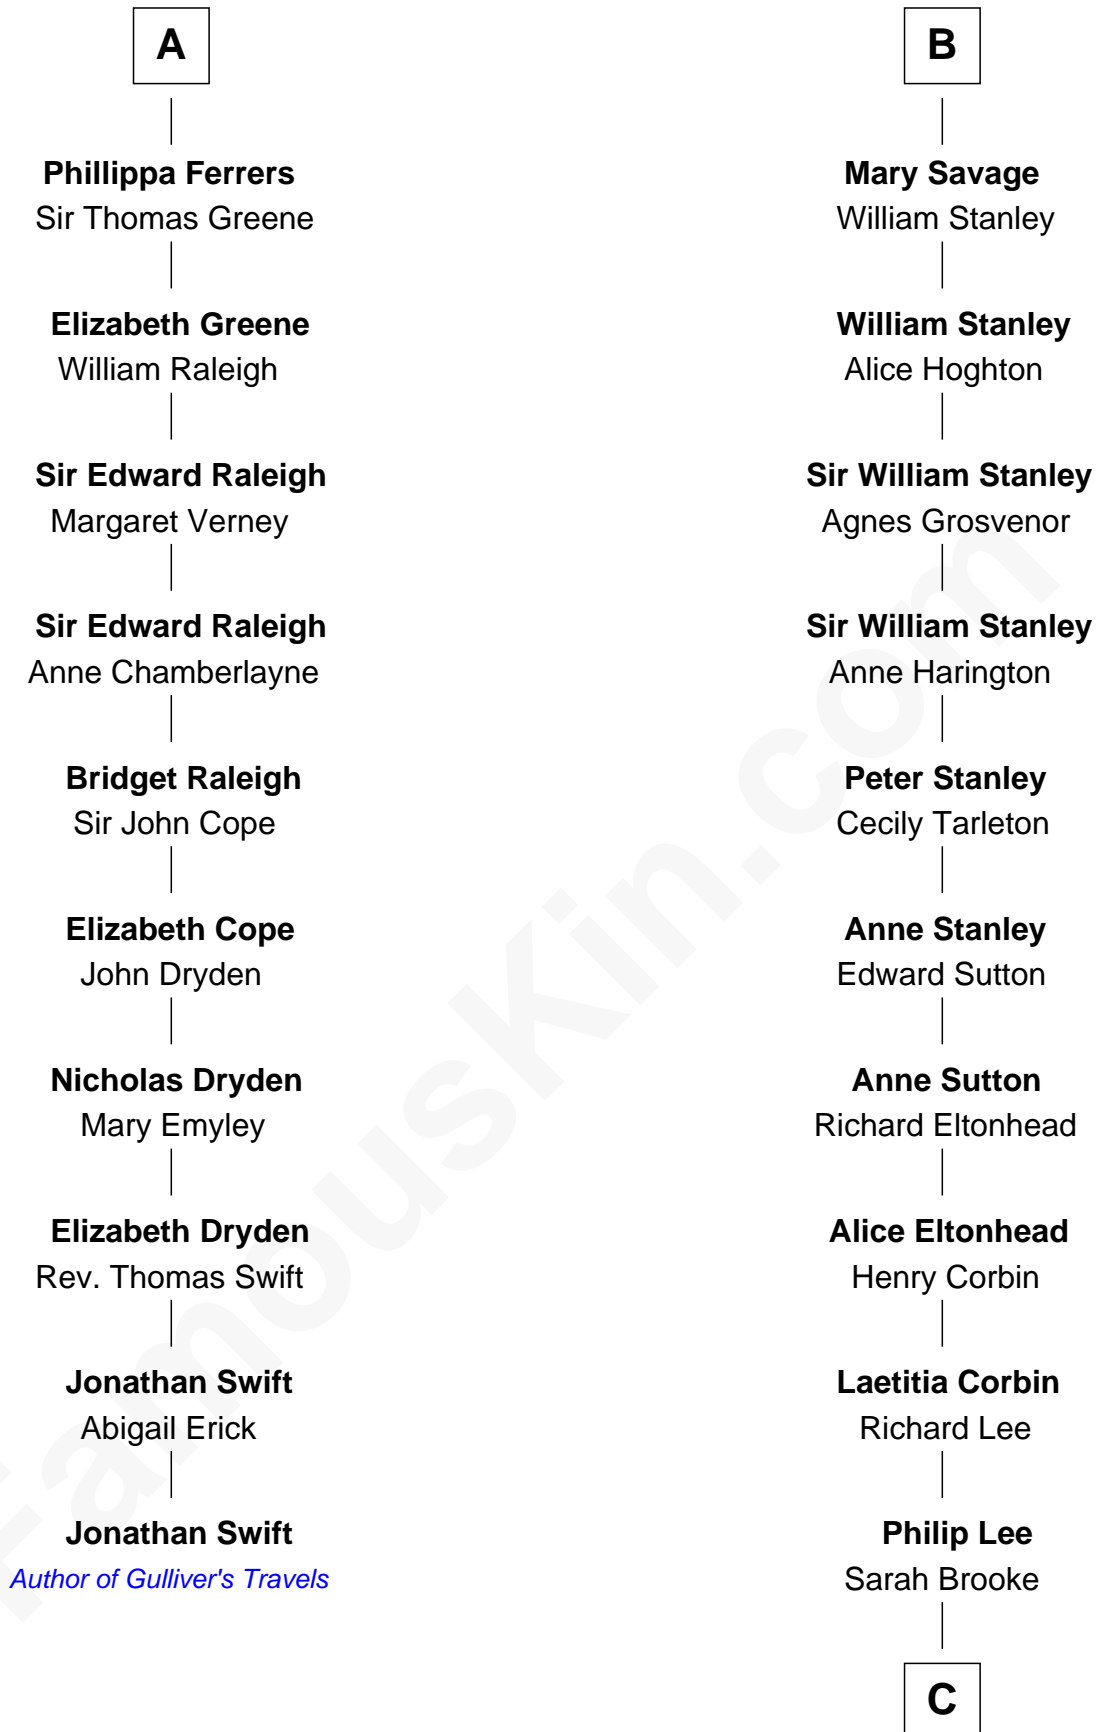 A
Phillippa Ferrers
Sir Thomas Greene
Elizabeth Greene
William Raleigh
Sir Edward Raleigh
Margaret Verney
Sir Edward Raleigh
Anne Chamberlayne
Bridget Raleigh
Sir John Cope
Elizabeth Cope
John Dryden
Nicholas Dryden
Mary Emyley
Elizabeth Dryden
Rev. Thomas Swift
Jonathan Swift
Abigail Erick
Jonathan Swift
Author of Gulliver's Travels
B
Mary Savage
William Stanley
William Stanley
Alice Hoghton
Sir William Stanley
Agnes Grosvenor
Sir William Stanley
Anne Harington
Peter Stanley
Cecily Tarleton
Anne Stanley
Edward Sutton
Anne Sutton
Richard Eltonhead
Alice Eltonhead
Henry Corbin
Laetitia Corbin
Richard Lee
Philip Lee
Sarah Brooke
C
FamousKin.com